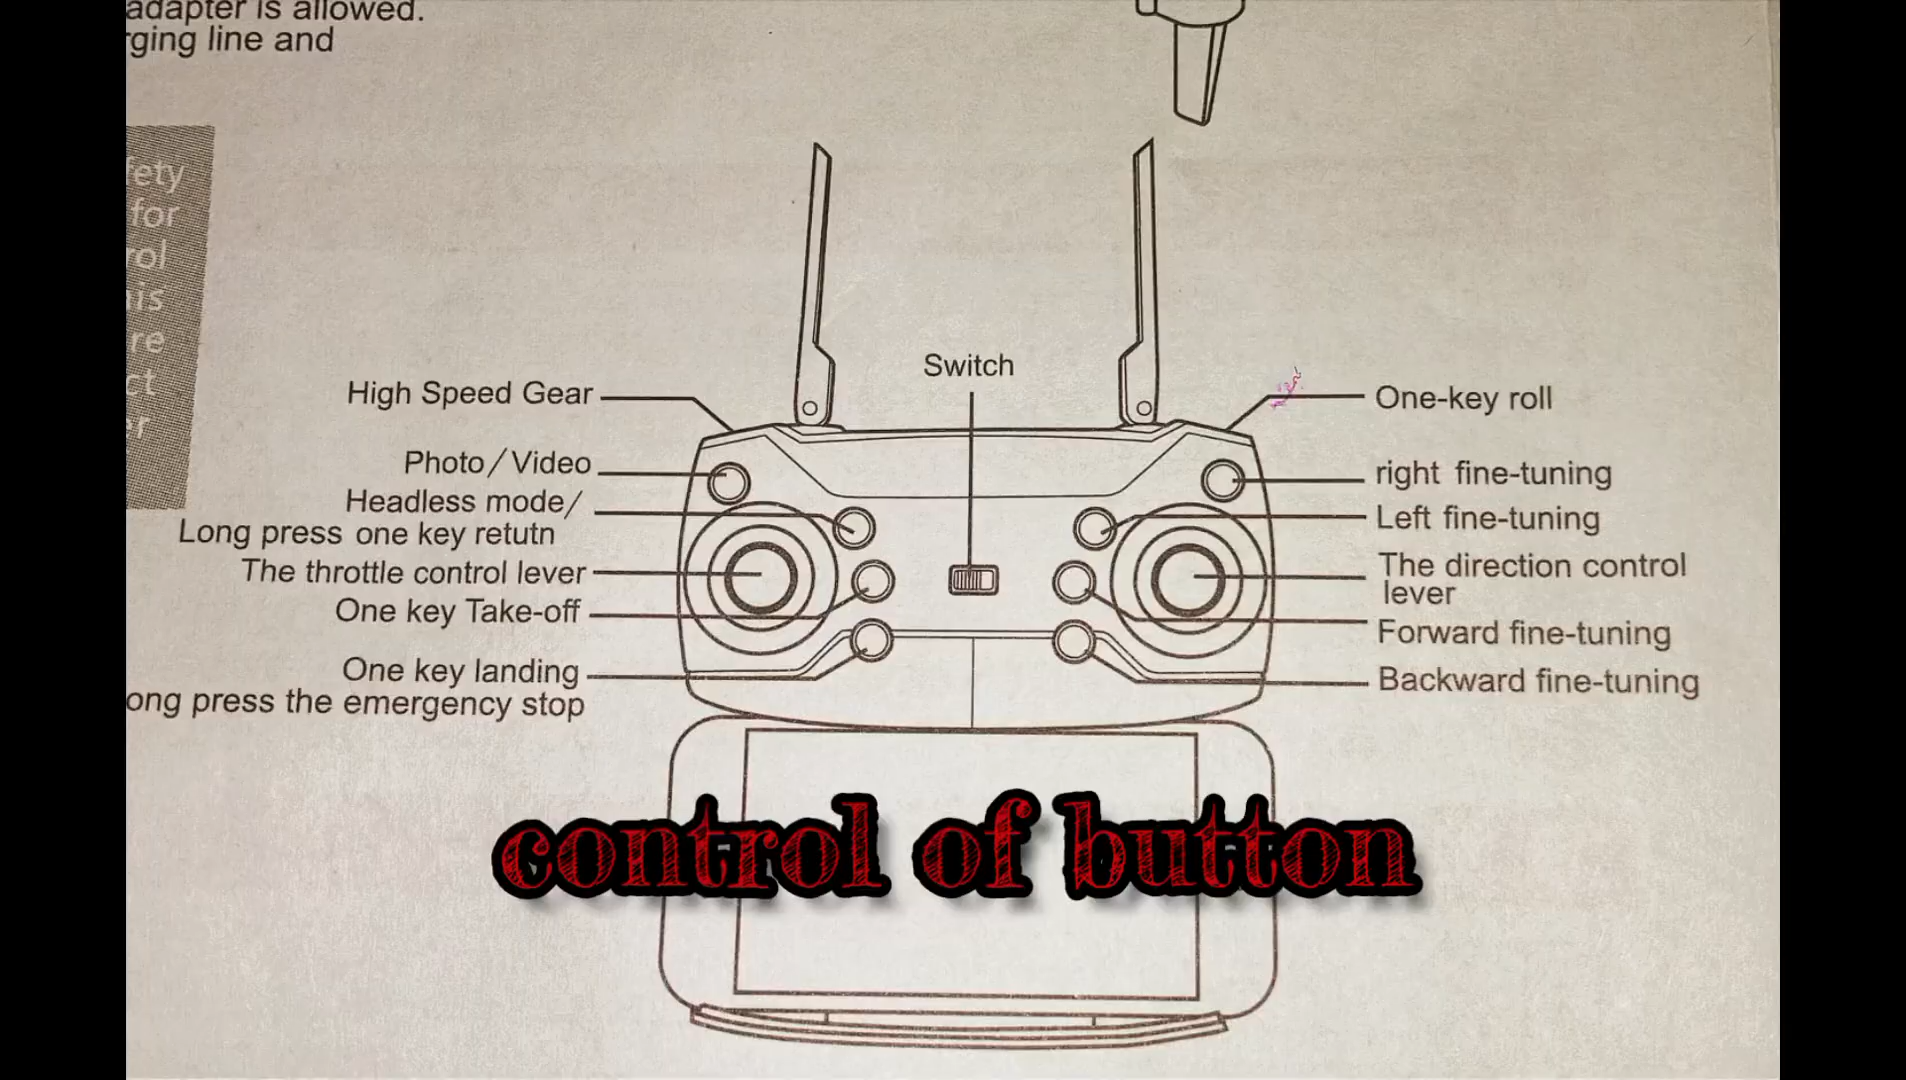 adapter is allowed.
rging line and
fety
for
rol
his
re
ct
er
Switch
High Speed Gear
Photo/Video
Headless mode/
Long press one key retutn
The throttle control lever
One key Take-off
One key landing
ong press the emergency stop
One-key roll
right fine-tuning
Left fine-tuning
The direction control
lever
Forward fine-tuning
Backward fine-tuning
control of button